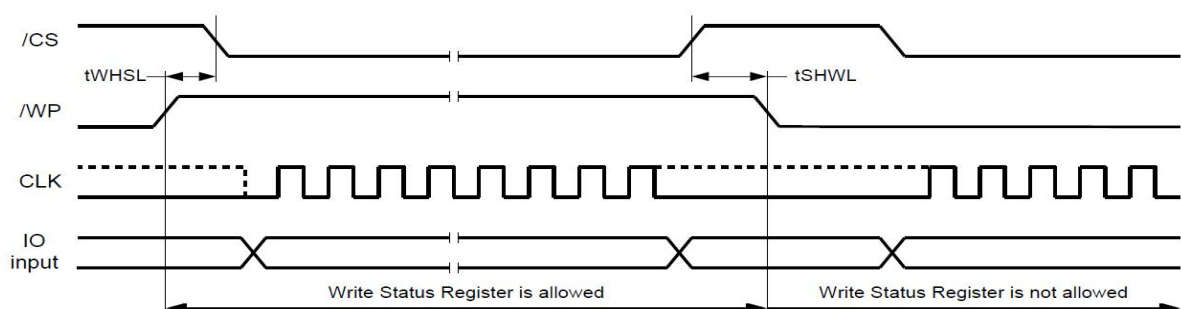 /CS
tWHSL
tSHWL
/WP
CLK
IO
input
Write Status Register is allowed
Write Status Register is not allowed